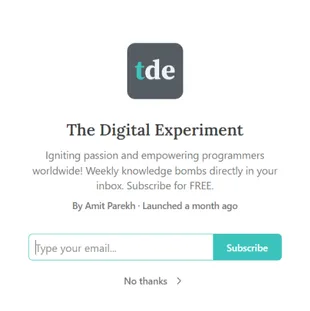 tde
The Digital Experiment
Igniting passion and empowering programmers
worldwide! Weekly knowledge bombs directly in your
inbox. Subscribe for FREE.
By Amit Parekh · Launched a month ago
Type your email... Subscribe
No thanks